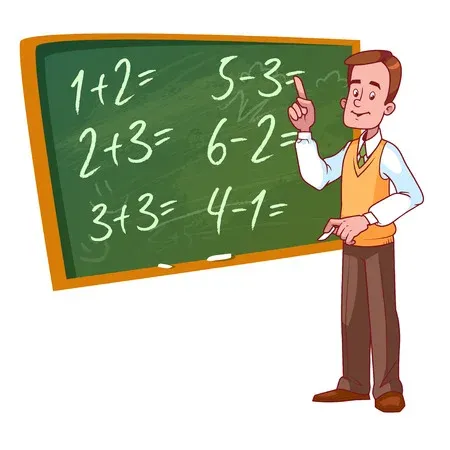 1+2= 5-3=
2+3= 6-2=
3+3= 4-1=